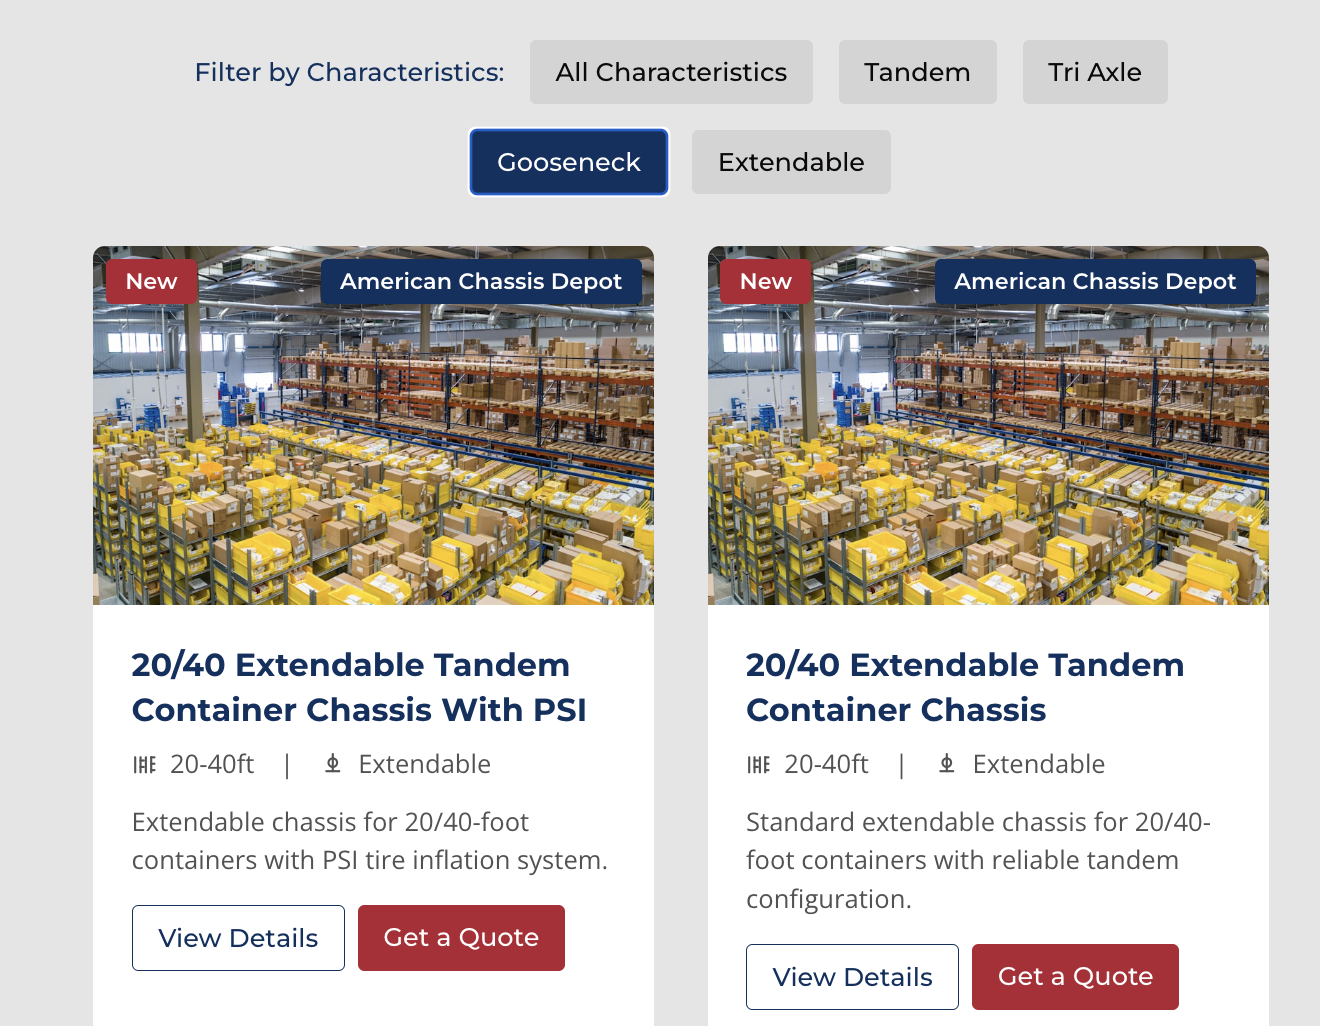 Filter by Characteristics:
All Characteristics
Tandem
Tri Axle
Gooseneck
Extendable
New
American Chassis Depot
20/40 Extendable Tandem
Container Chassis With PSI
20-40ft | Extendable
Extendable chassis for 20/40-foot
containers with PSI tire inflation system.
View Details
Get a Quote
New
American Chassis Depot
20/40 Extendable Tandem
Container Chassis
20-40ft | Extendable
Standard extendable chassis for 20/40-
foot containers with reliable tandem
configuration.
View Details
Get a Quote